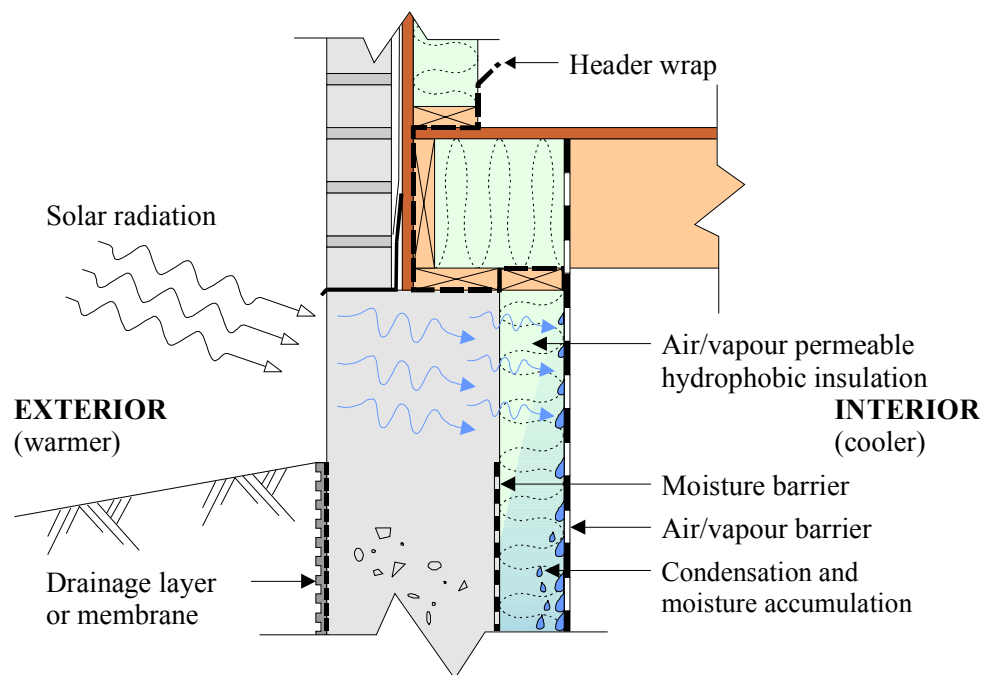 Header wrap
Solar radiation
Air/vapour permeable
hydrophobic insulation
EXTERIOR
(warmer)
INTERIOR
(cooler)
Moisture barrier
Air/vapour barrier
Drainage layer
or membrane
Condensation and
moisture accumulation